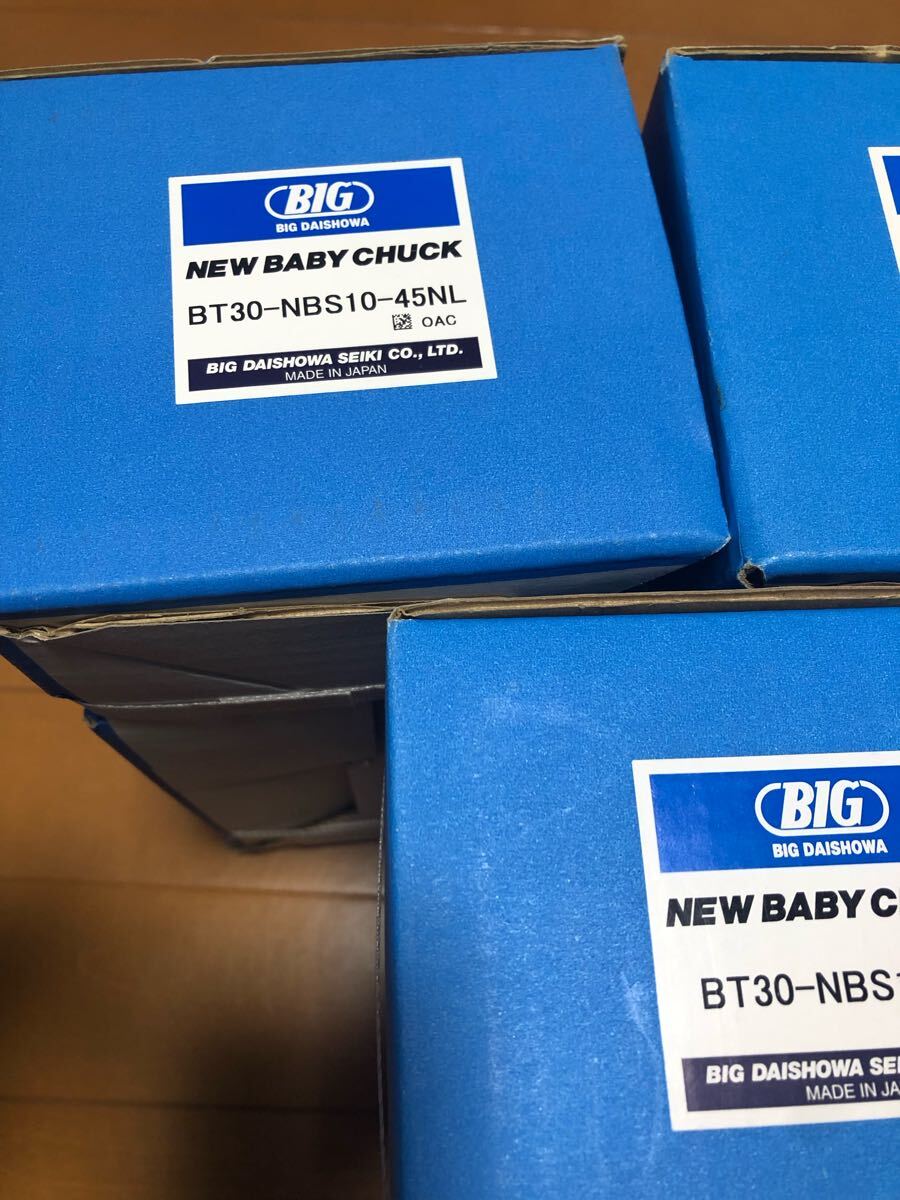 BIG
BIG DAISHOWA
NEW BABY CHUCK
BT30-NBS10-45NL
OAC
BIG DAISHOWA SEIKI CO., LTD.
MADE IN JAPAN
BIG
BIG DAISHOWA
NEW BABY C
BT30-NBS
BIG DAISHOWA SEI
MADE IN JA